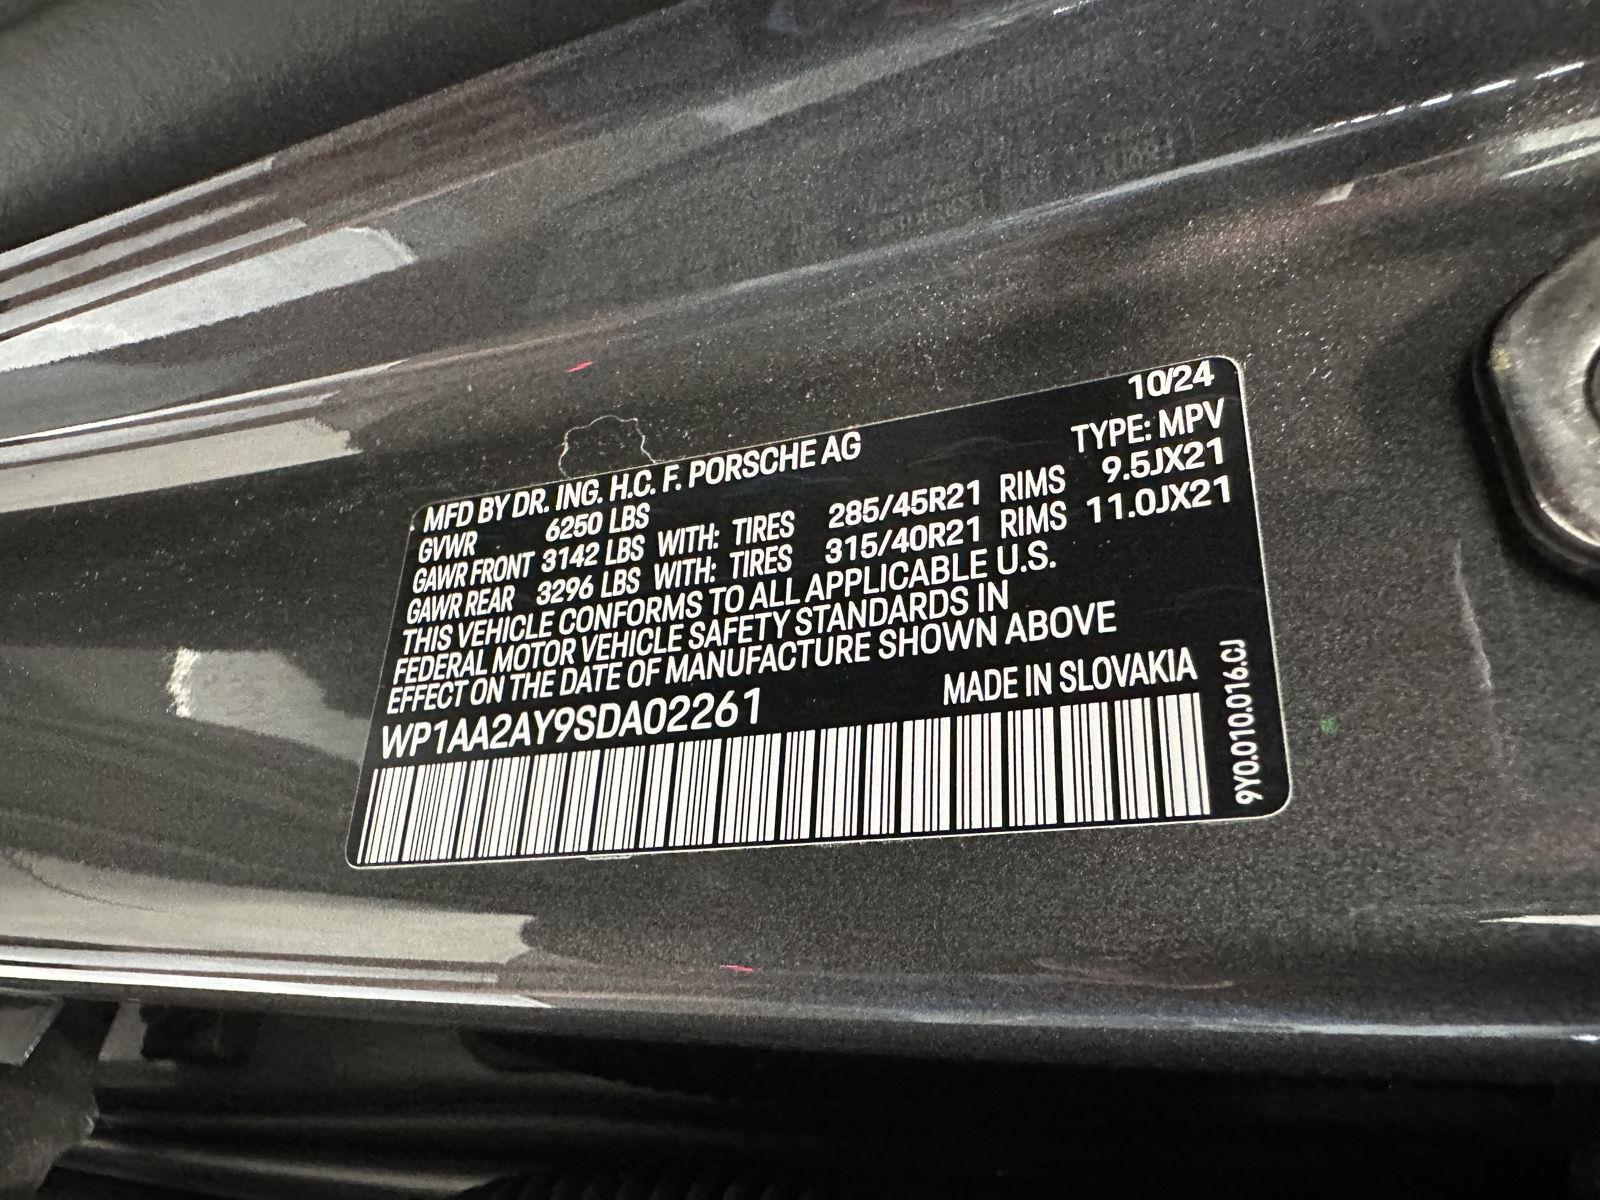 10/24
MFD BY DR. ING. H.C. F. PORSCHE AG TYPE: MPV
GVWR 6250 LBS
GAWR FRONT 3142 LBS WITH: TIRES 285/45R21 RIMS 9.5JX21
GAWR REAR 3296 LBS WITH: TIRES 315/40R21 RIMS 11.0JX21
THIS VEHICLE CONFORMS TO ALL APPLICABLE U.S.
FEDERAL MOTOR VEHICLE SAFETY STANDARDS IN
EFFECT ON THE DATE OF MANUFACTURE SHOWN ABOVE
WP1AA2AY9SDA02261 MADE IN SLOVAKIA
9Y0.010.016.CJ